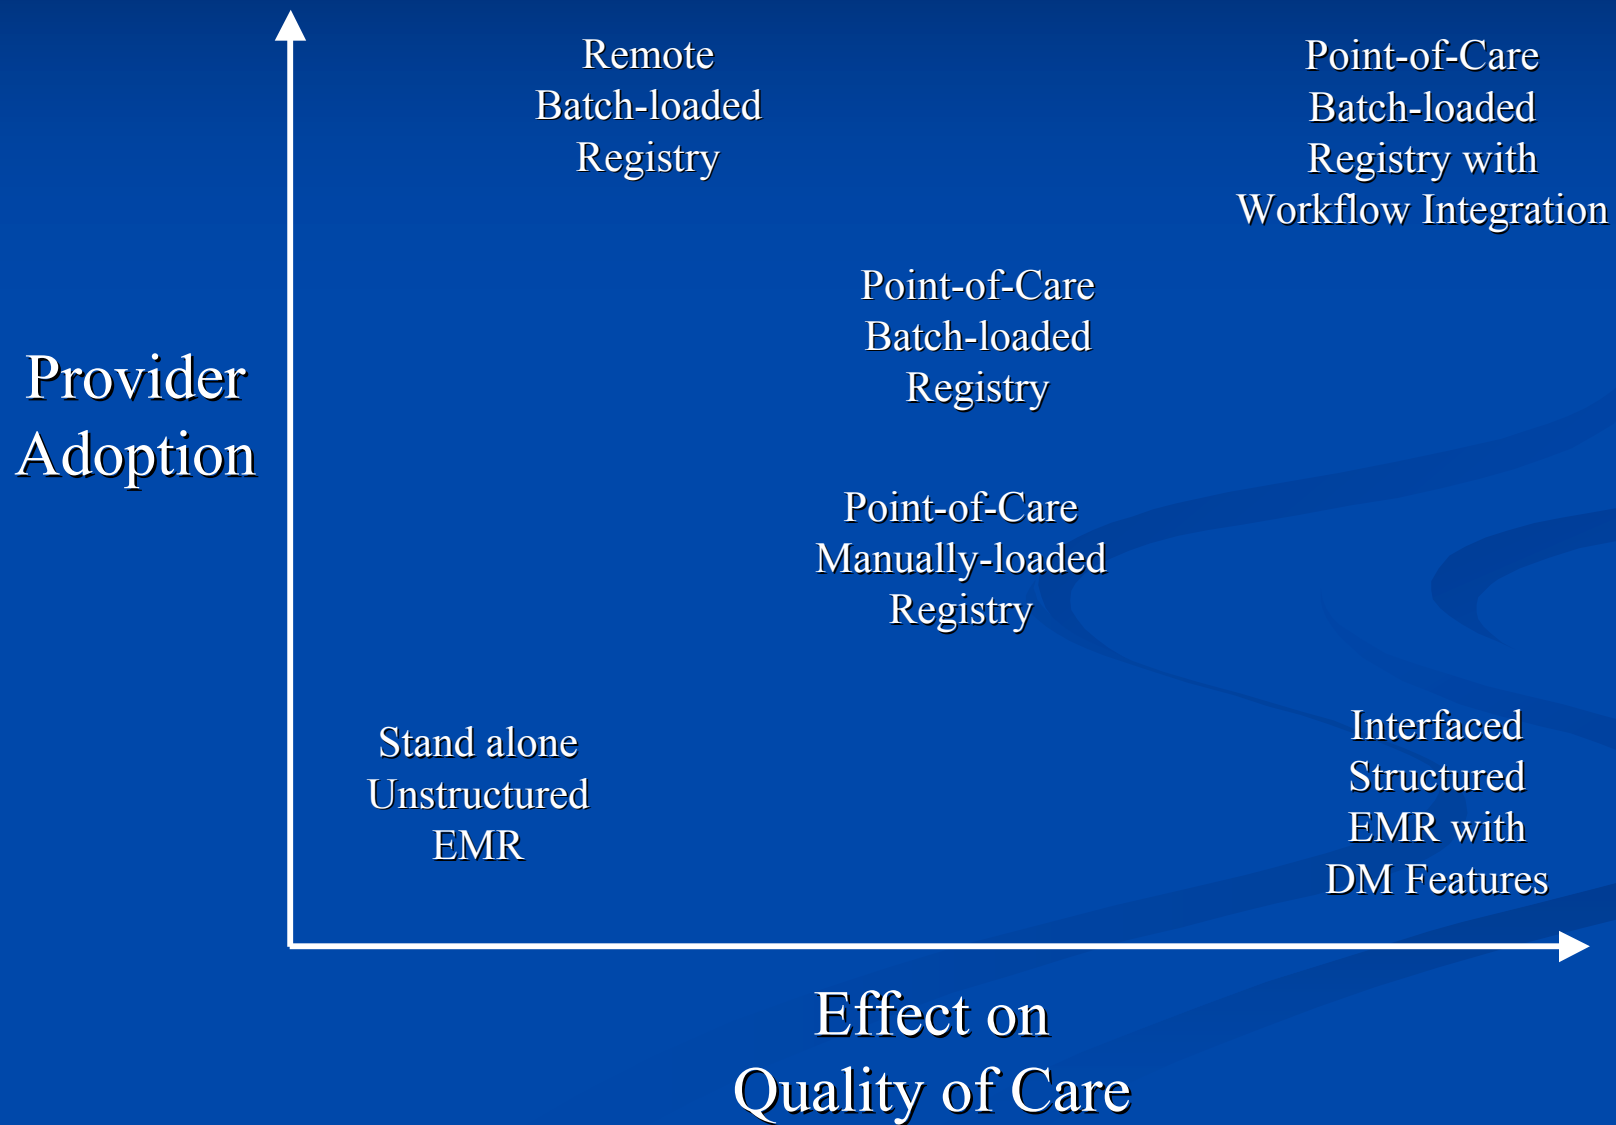 Remote
Batch-loaded
Registry
Point-of-Care
Batch-loaded
Registry with
Workflow Integration
Point-of-Care
Batch-loaded
Registry
Provider
Adoption
Point-of-Care
Manually-loaded
Registry
Stand alone
Unstructured
EMR
Interfaced
Structured
EMR with
DM Features
Effect on
Quality of Care